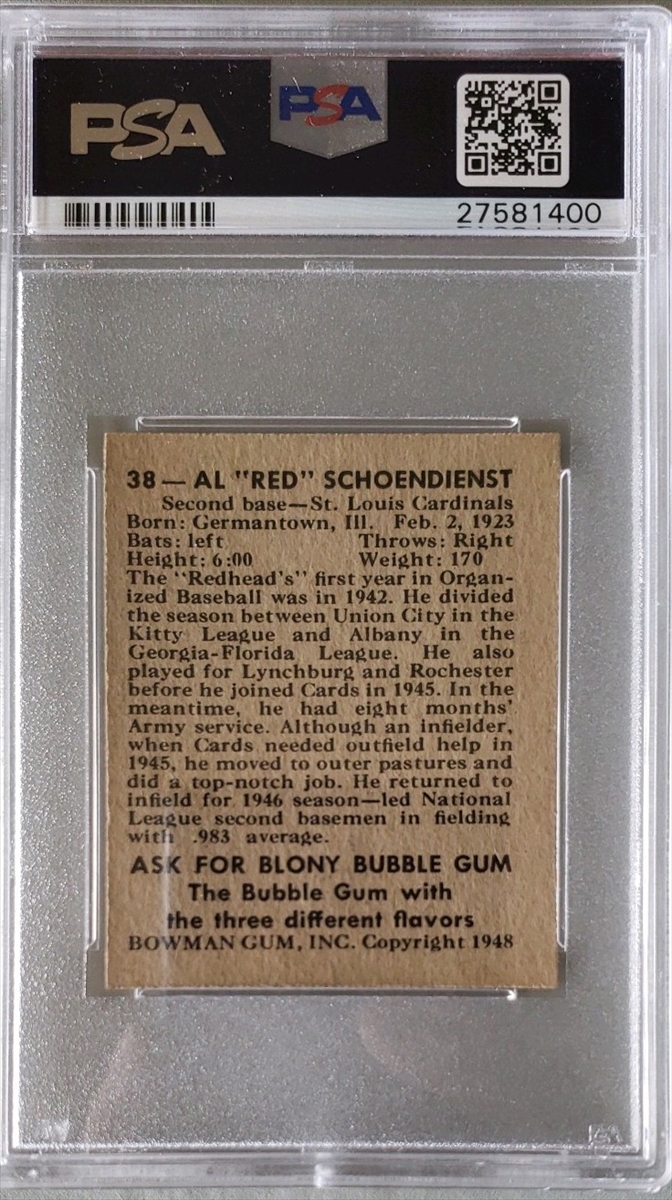 PSA
PSA
27581400
38 — AL "RED" SCHOENDIENST
Second base—St. Louis Cardinals
Born: Germantown, Ill. Feb. 2, 1923
Bats: left Throws: Right
Height: 6:00 Weight: 170
The "Redhead's" first year in Organ-
ized Baseball was in 1942. He divided
the season between Union City in the
Kitty League and Albany in the
Georgia-Florida League. He also
played for Lynchburg and Rochester
before he joined Cards in 1945. In the
meantime, he had eight months'
Army service. Although an infielder,
when Cards needed outfield help in
1945, he moved to outer pastures and
did a top-notch job. He returned to
infield for 1946 season—led National
League second basemen in fielding
with .983 average.
ASK FOR BLONY BUBBLE GUM
The Bubble Gum with
the three different flavors
BOWMAN GUM, INC. Copyright 1948